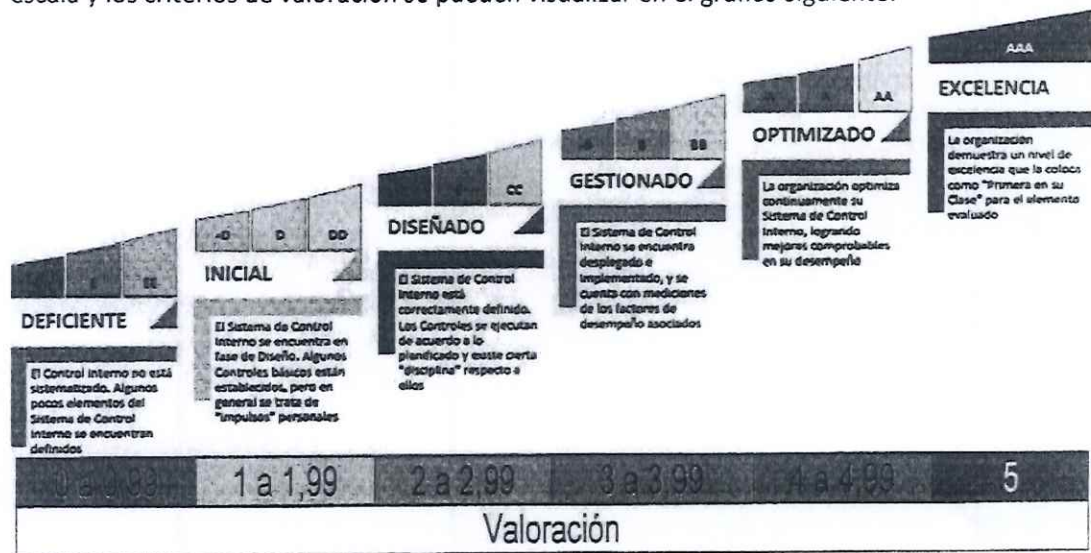 escala y los criterios de valoración se pueden visualizar en el gráfico siguiente:
AAA
EXCELENCIA
La organización
demuestra un nivel de
excelencia que la coloca
como "Primera en su
Clase" para el elemento
evaluado
AA
OPTIMIZADO
La organización optimiza
continuamente su
Sistema de Control
Interno, logrando
mejoras comprobables
en su desempeño
BB
GESTIONADO
El Sistema de Control
Interno se encuentra
desplegado e
implementado, y se
cuenta con mediciones
de los factores de
desempeño asociados
CC
DISEÑADO
El Sistema de Control
Interno está
correctamente definido.
Los Controles se ejecutan
de acuerdo a lo
planificado y existe cierta
"disciplina" respecto a
ellos
-D D DD
INICIAL
El Sistema de Control
Interno se encuentra en
fase de Diseño. Algunos
Controles básicos están
establecidos, pero en
general se trata de
"impulsos" personales
EE
DEFICIENTE
El Control Interno no está
sistematizado. Algunos
pocos elementos del
Sistema de Control
Interno se encuentran
definidos
0 a 0,99 1 a 1,99 2 a 2,99 3 a 3,99 4 a 4,99 5
Valoración